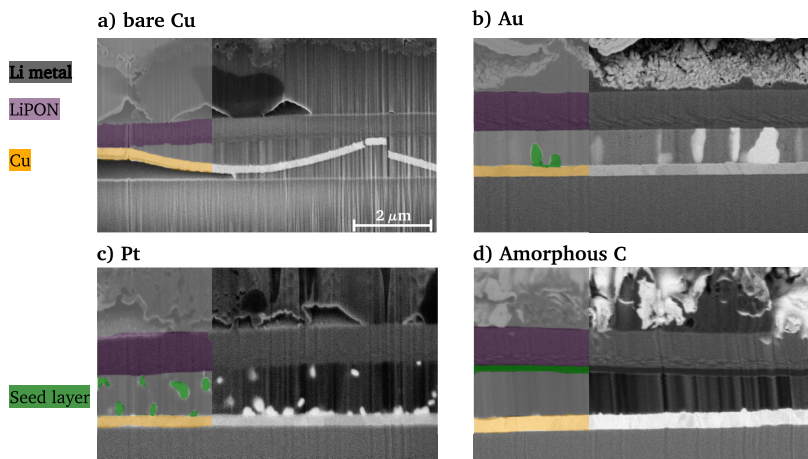 a) bare Cu
b) Au
Li metal
LiPON
Cu
2 μm
c) Pt
d) Amorphous C
Seed layer